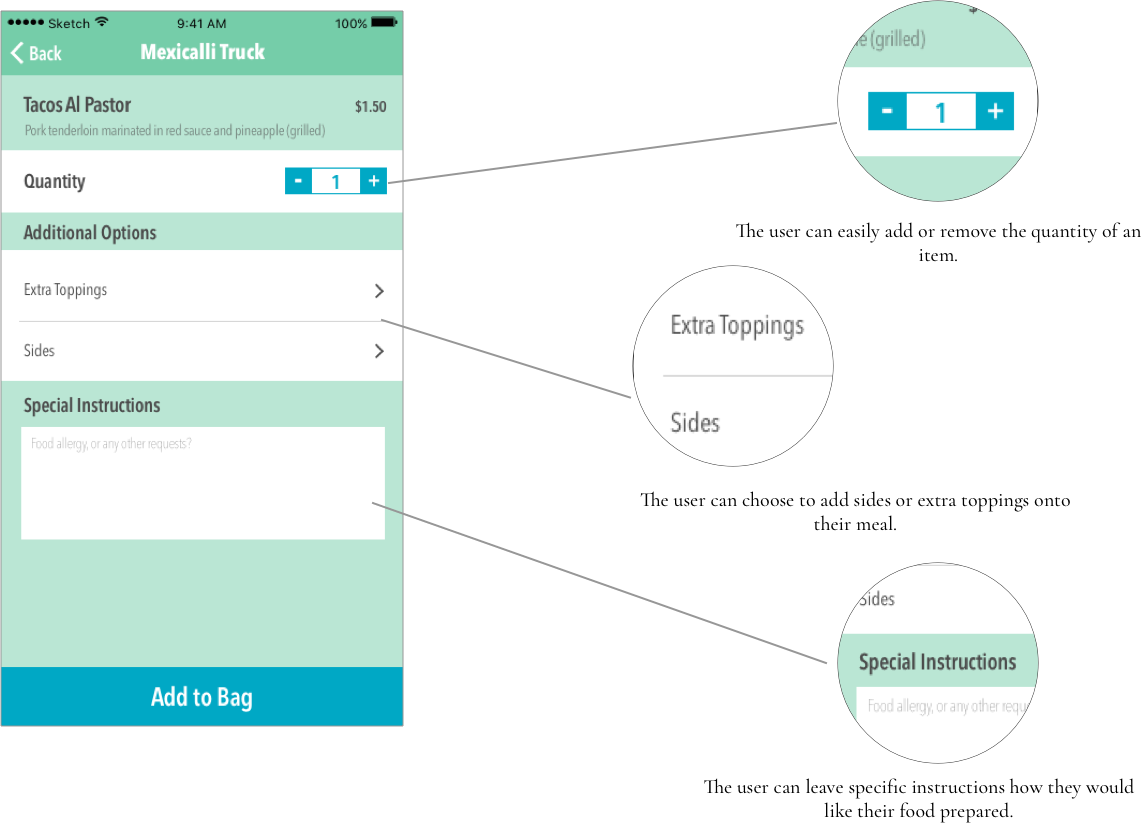 Sketch 9:41 AM 100%
Back Mexicalli Truck
Tacos Al Pastor $1.50
Pork tenderloin marinated in red sauce and pineapple (grilled)
Quantity - 1 +
Additional Options
Extra Toppings
Sides
Special Instructions
Food allergy, or any other requests?
Add to Bag
e (grilled)
- 1 +
The user can easily add or remove the quantity of an
item.
Extra Toppings
Sides
The user can choose to add sides or extra toppings onto
their meal.
Sides
Special Instructions
Food allergy, or any other requ
The user can leave specific instructions how they would
like their food prepared.